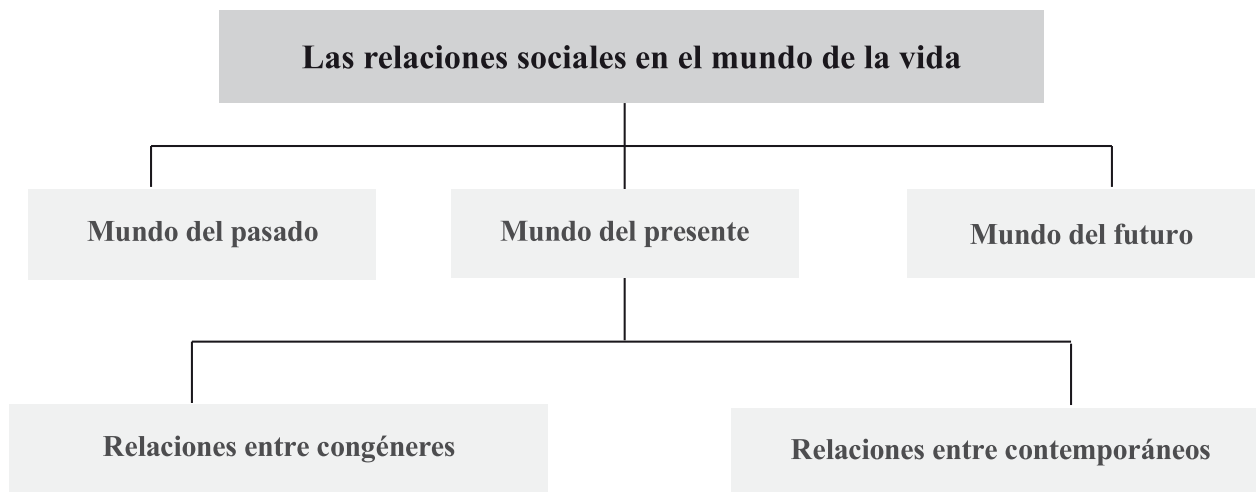 Las relaciones sociales en el mundo de la vida
Mundo del pasado
Mundo del presente
Mundo del futuro
Relaciones entre congéneres
Relaciones entre contemporáneos